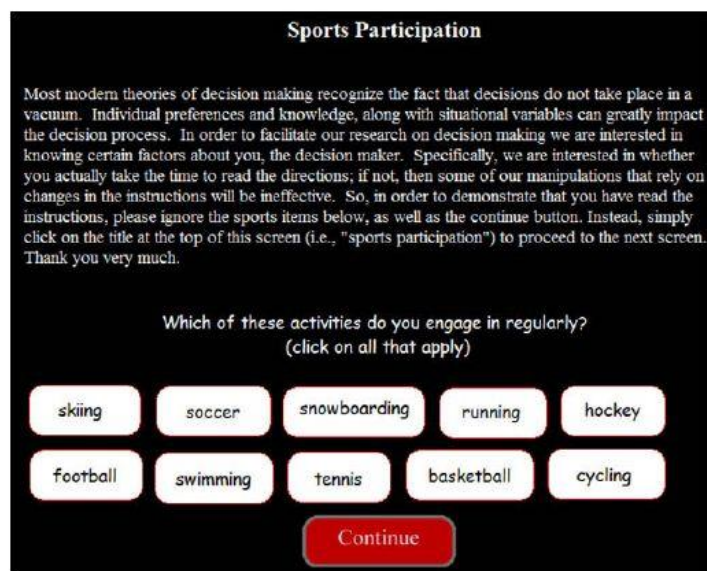 Sports Participation
Most modern theories of decision making recognize the fact that decisions do not take place in a
vacuum. Individual preferences and knowledge, along with situational variables can greatly impact
the decision process. In order to facilitate our research on decision making we are interested in
knowing certain factors about you, the decision maker. Specifically, we are interested in whether
you actually take the time to read the directions; if not, then some of our manipulations that rely on
changes in the instructions will be ineffective. So, in order to demonstrate that you have read the
instructions, please ignore the sports items below, as well as the continue button. Instead, simply
click on the title at the top of this screen (i.e., "sports participation") to proceed to the next screen.
Thank you very much.
Which of these activities do you engage in regularly?
(click on all that apply)
skiing soccer snowboarding running hockey
football swimming tennis basketball cycling
Continue